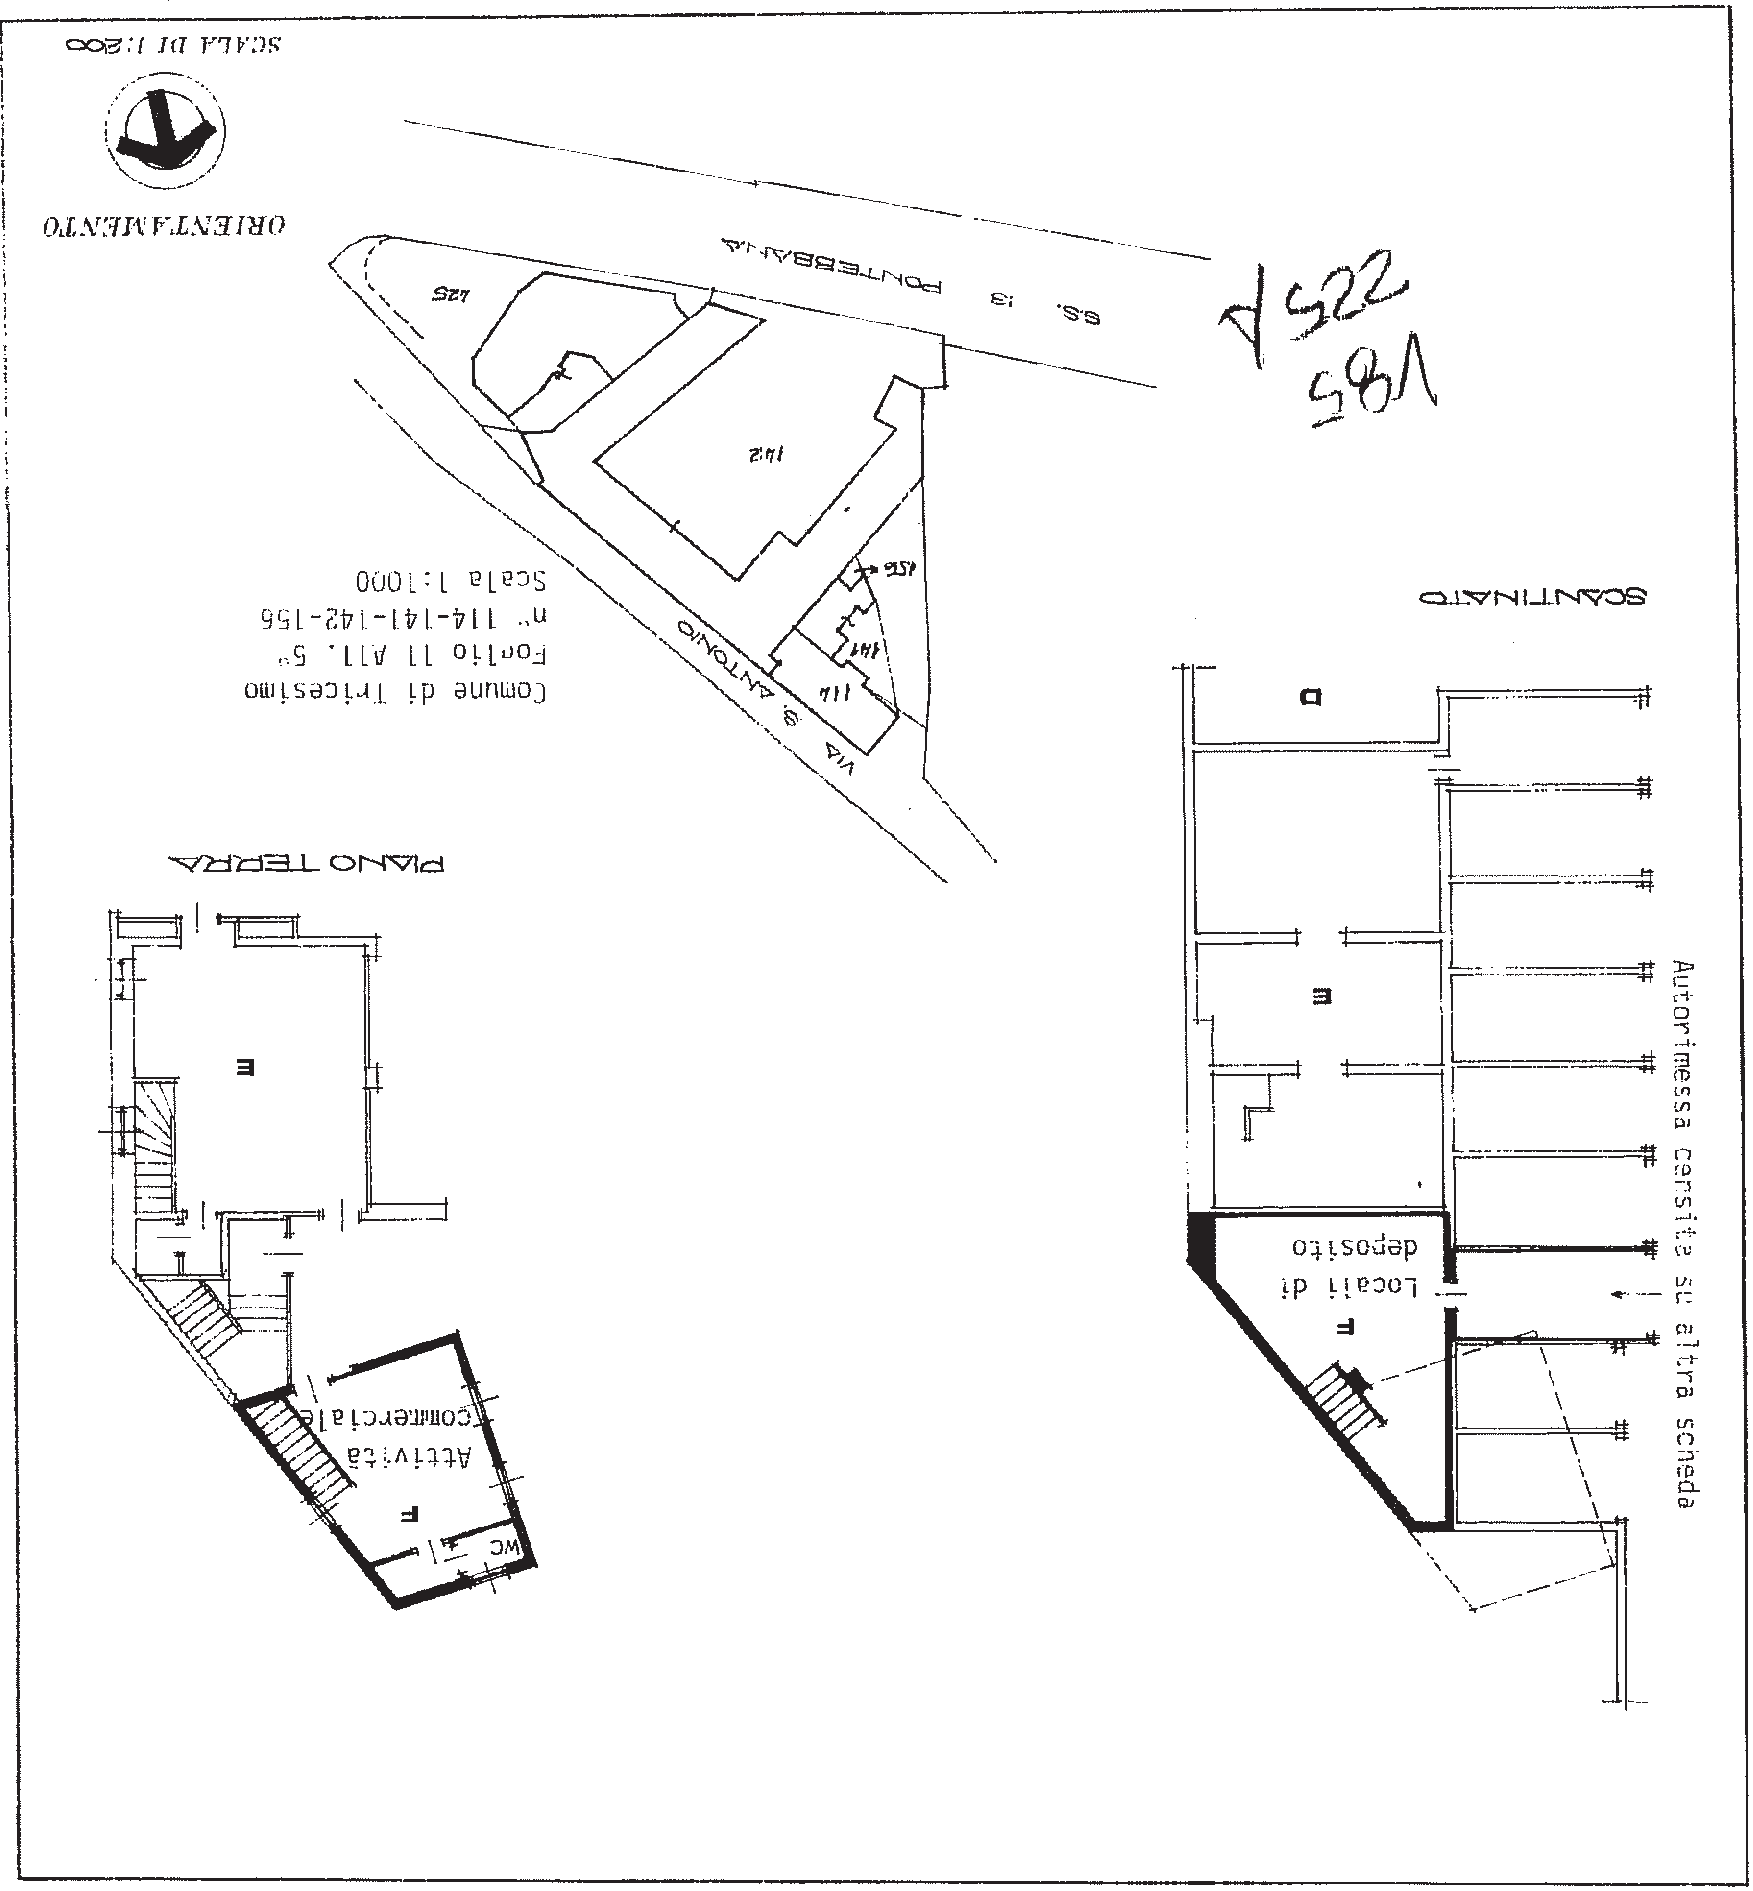 SCANTINATO
PIANO TERRA
Comune di Tricesimo
Foglio 11 All. 5°
n° 114-141-142-156
Scala 1:1000
VIA S. ANTONIO
S.S. 13 PONTEBBANA
114
141
142
425
ORIENTAMENTO
SCALA DI 1:200
D
E
Locali di
deposito
F
Autorimessa censita su altra scheda
E
Attività
commerciale
F
WC